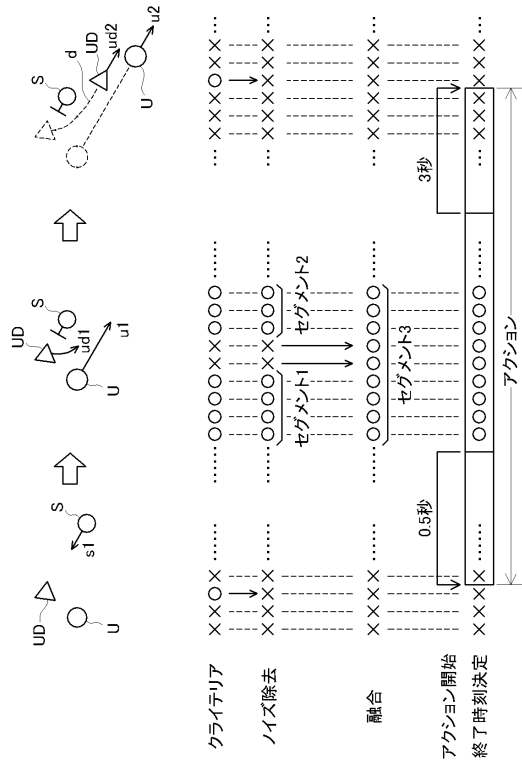 UD
U
S
s1
UD
ud1
S
u1
U
S
d
UD
ud2
u2
U
クライテリア
× × ○ × ······ ······ ○ ○ ○ ○ × × ○ ○ ○ ······ ··· × × × ○ × × ···
ノイズ除去
× × × × ······ ······ ○ ○ ○ ○ × × ○ ○ ○ ······ ··· × × × × × × ···
セグメント1
セグメント2
融合
× × × × ······ ······ ○ ○ ○ ○ ○ ○ ○ ○ ○ ······ ··· × × × × × × ···
セグメント3
0.5秒
3秒
アクション開始
終了時刻決定
× × × × ······ ······ ○ ○ ○ ○ ○ ○ ○ ○ ○ ······ ··· × × × × × × ···
アクション